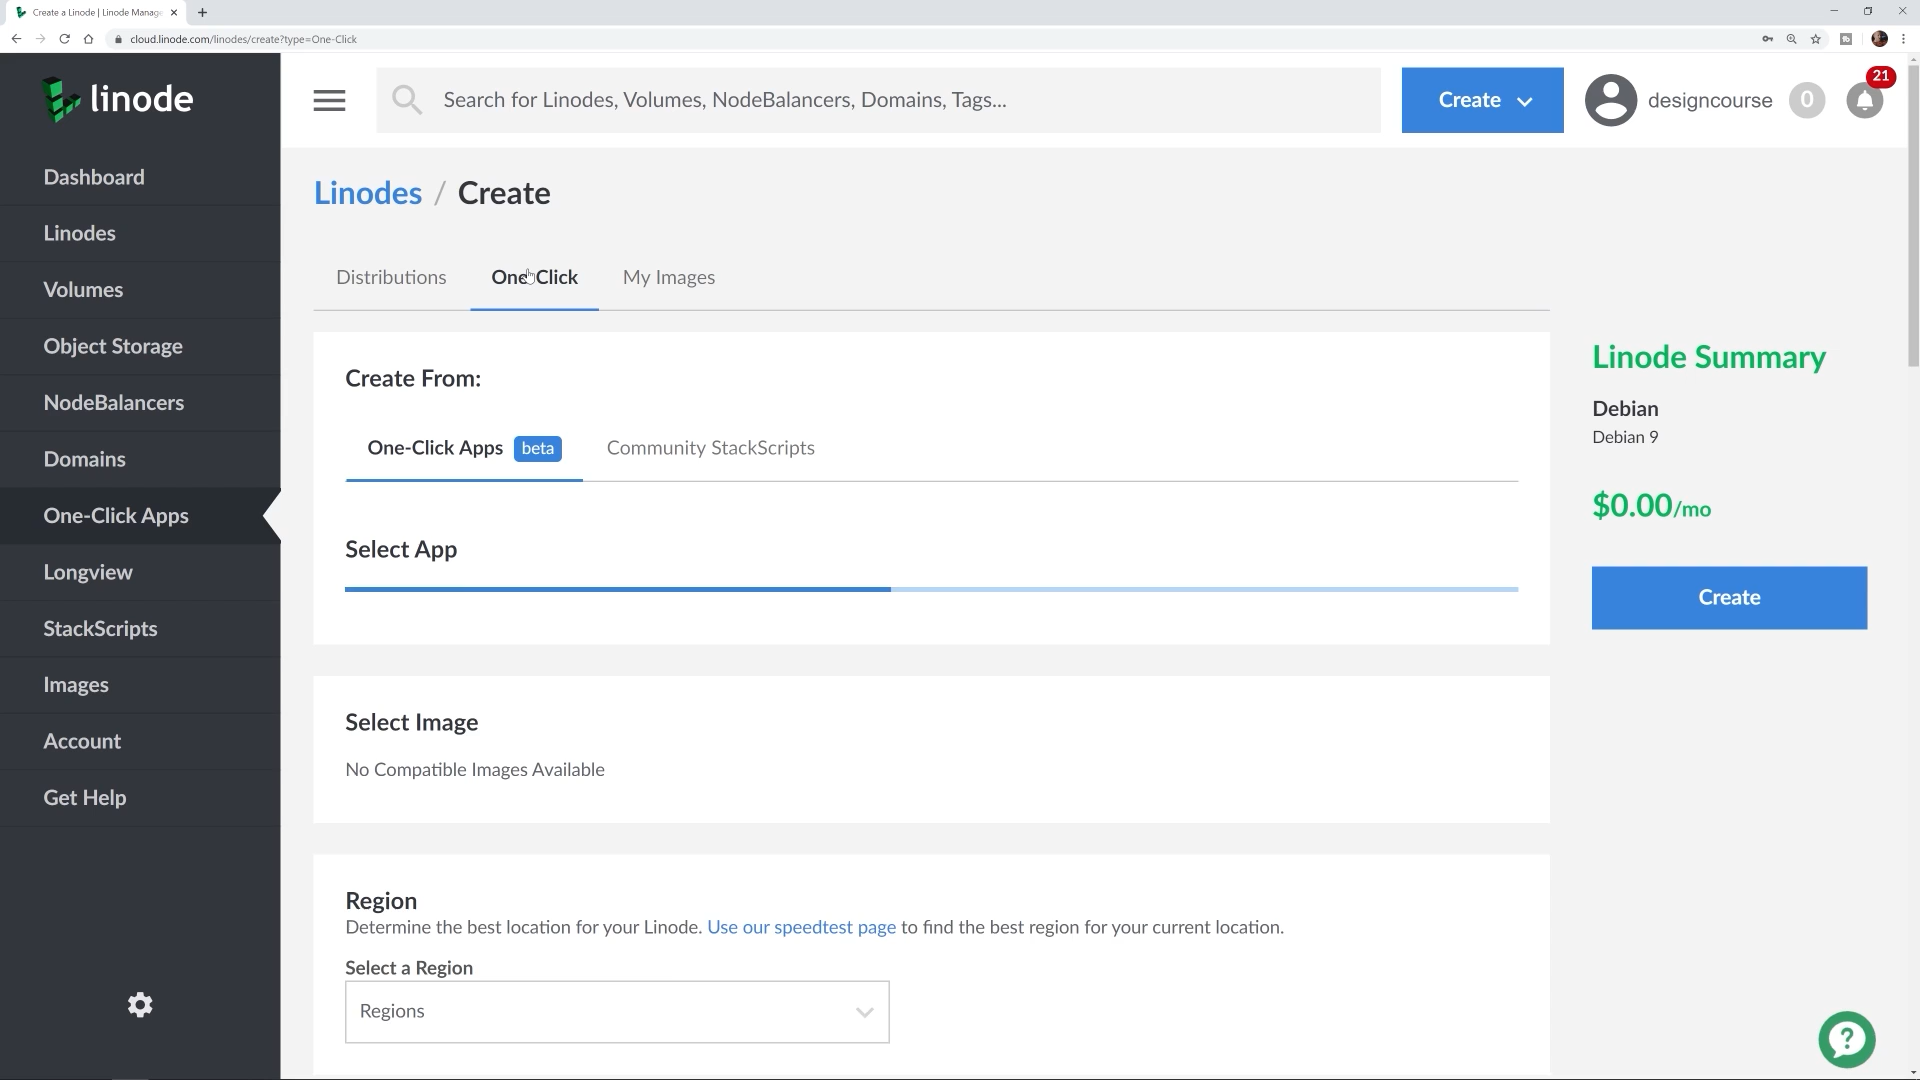 Create a Linode | Linode Manage
cloud.linode.com/linodes/create?type=One-Click
linode
Search for Linodes, Volumes, NodeBalancers, Domains, Tags...
Create
designcourse
0
21
Dashboard
Linodes
Volumes
Object Storage
NodeBalancers
Domains
One-Click Apps
Longview
StackScripts
Images
Account
Get Help
Linodes / Create
Distributions
One-Click
My Images
Create From:
One-Click Apps beta
Community StackScripts
Select App
Select Image
No Compatible Images Available
Region
Determine the best location for your Linode. Use our speedtest page to find the best region for your current location.
Select a Region
Regions
Linode Summary
Debian
Debian 9
$0.00/mo
Create
?